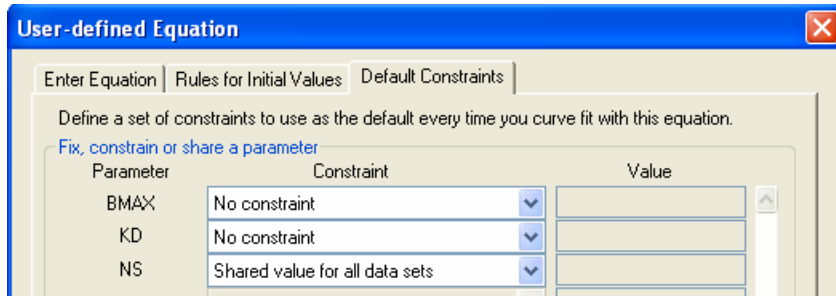 User-defined Equation
Enter Equation Rules for Initial Values Default Constraints
Define a set of constraints to use as the default every time you curve fit with this equation.
Fix, constrain or share a parameter
Parameter Constraint Value
BMAX No constraint
KD No constraint
NS Shared value for all data sets